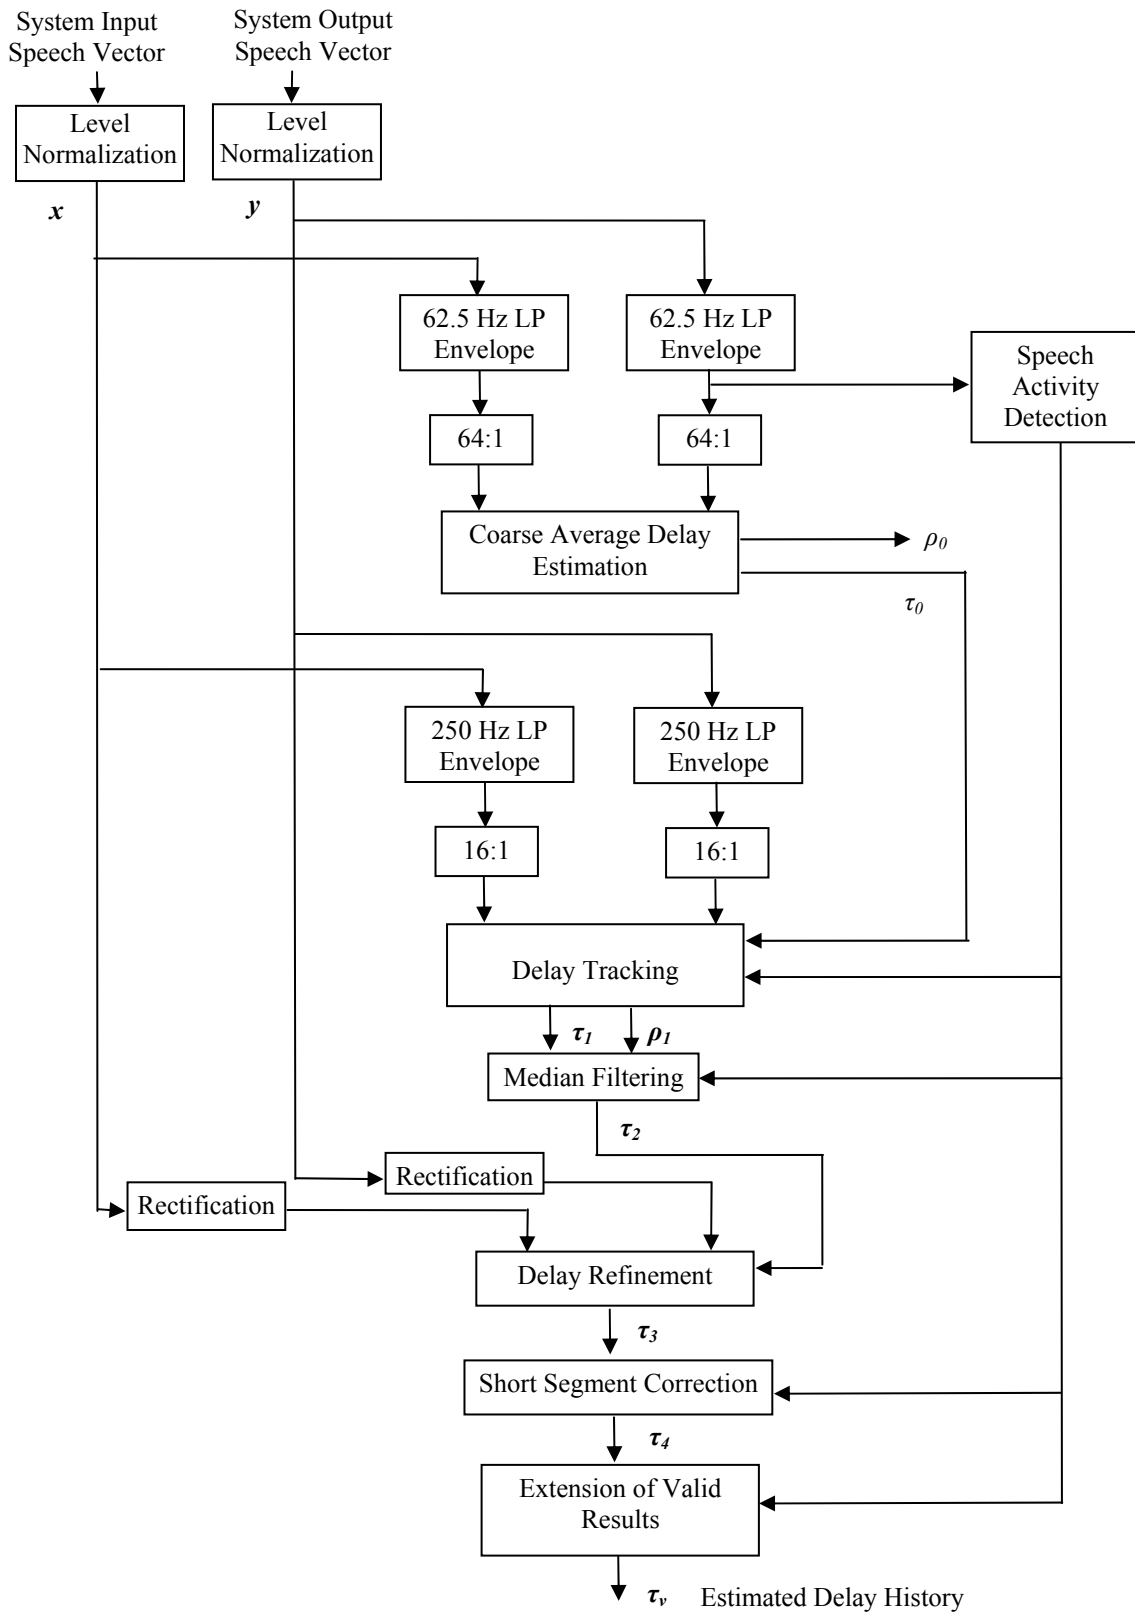 System Input
Speech Vector
System Output
Speech Vector
Level
Normalization
Level
Normalization
x
y
62.5 Hz LP
Envelope
62.5 Hz LP
Envelope
Speech
Activity
Detection
64:1
64:1
Coarse Average Delay
Estimation
ρ0
τ0
250 Hz LP
Envelope
250 Hz LP
Envelope
16:1
16:1
Delay Tracking
τ1
ρ1
Median Filtering
τ2
Rectification
Rectification
Delay Refinement
τ3
Short Segment Correction
τ4
Extension of Valid
Results
τv Estimated Delay History